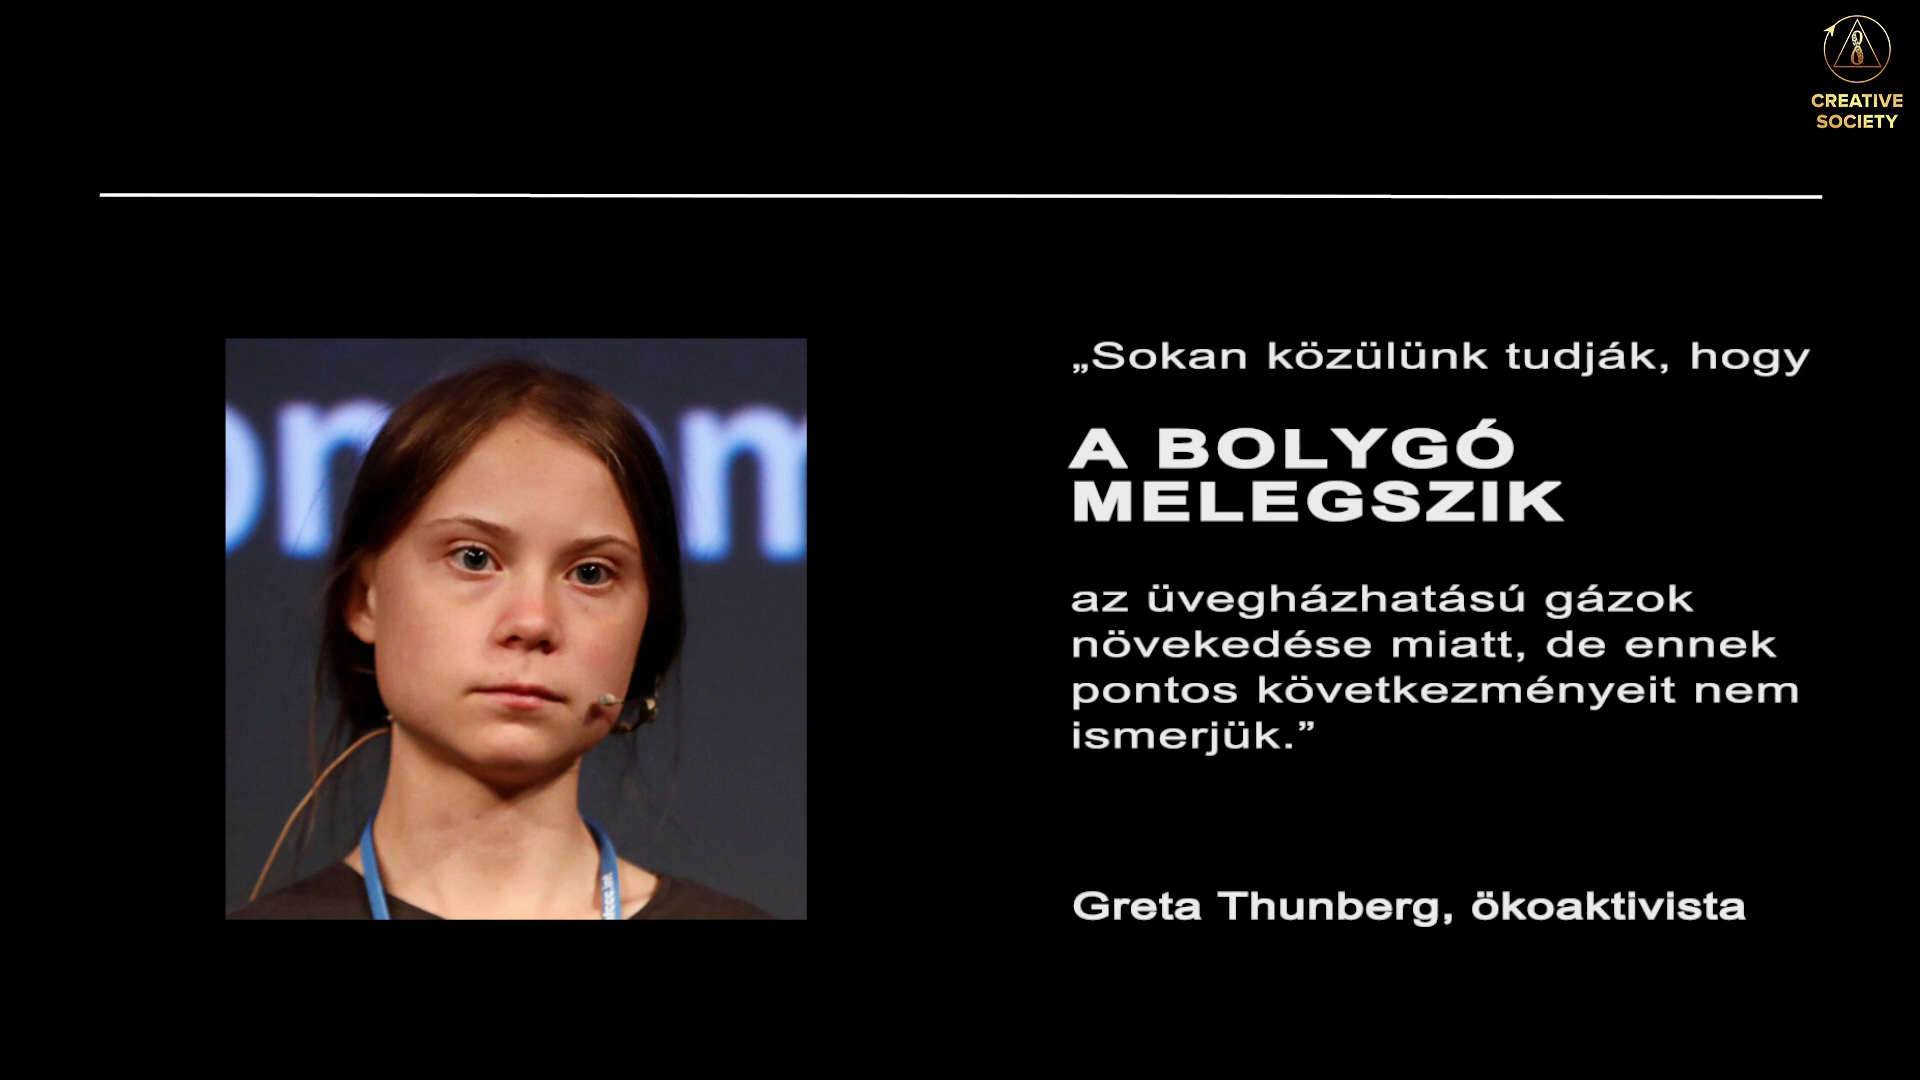 CREATIVE
SOCIETY
„Sokan közülünk tudják, hogy
A BOLYGÓ
MELEGSZIK
az üvegházhatású gázok
növekedése miatt, de ennek
pontos következményeit nem
ismerjük.”
Greta Thunberg, ökoaktivista